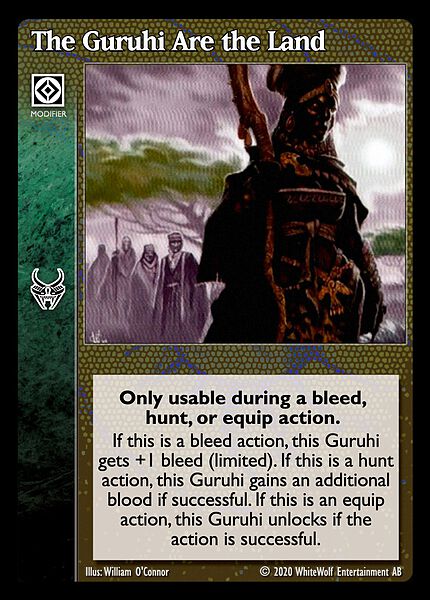 The Guruhi Are the Land
MODIFIER
Only usable during a bleed,
hunt, or equip action.
If this is a bleed action, this Guruhi
gets +1 bleed (limited). If this is a hunt
action, this Guruhi gains an additional
blood if successful. If this is an equip
action, this Guruhi unlocks if the
action is successful.
Illus: William O'Connor
© 2020 WhiteWolf Entertainment AB